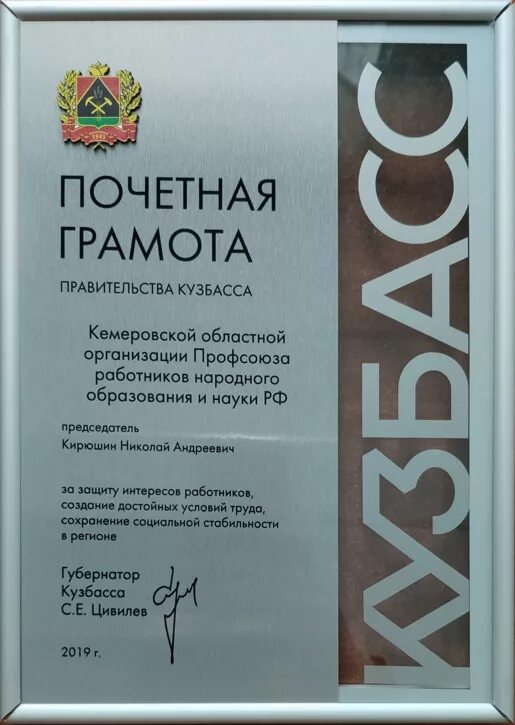 1943
ПОЧЕТНАЯ
ГРАМОТА
ПРАВИТЕЛЬСТВА КУЗБАССА
Кемеровской областной
организации Профсоюза
работников народного
образования и науки РФ
председатель
Кирюшин Николай Андреевич
за защиту интересов работников,
создание достойных условий труда,
сохранение социальной стабильности
в регионе
Губернатор
Кузбасса
С.Е. Цивилев
2019 г.
КУЗБАСС